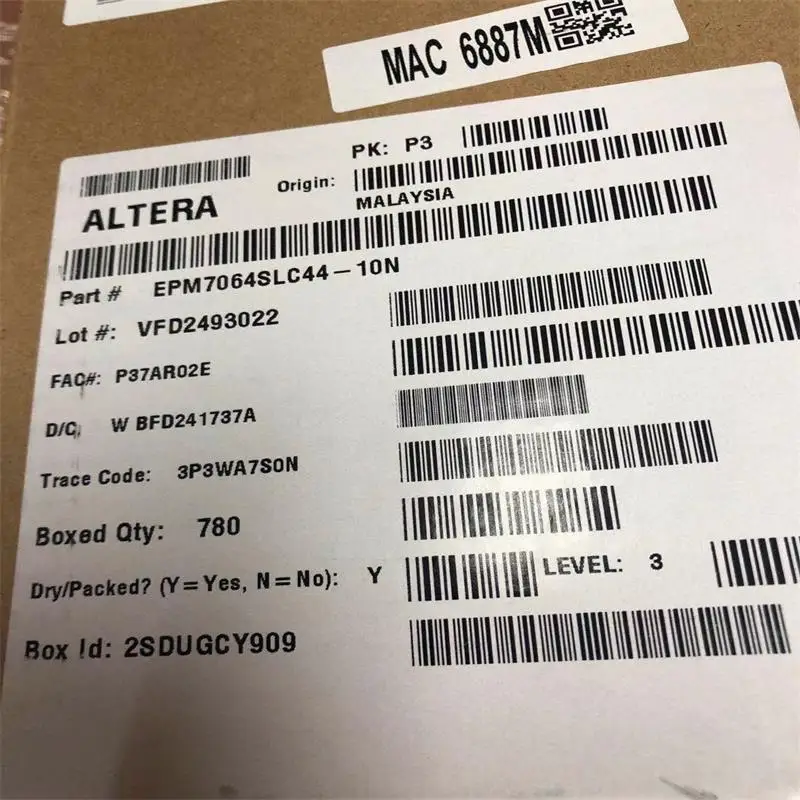 MAC 6887M
PK: P3
Origin:
MALAYSIA
ALTERA
Part # EPM7064SLC44-10N
Lot #: VFD2493022
FAC#: P37AR02E
D/C: W BFD241737A
Trace Code: 3P3WA7S0N
Boxed Qty: 780
Dry/Packed? (Y=Yes, N=No): Y LEVEL: 3
Box Id: 2SDUGCY909